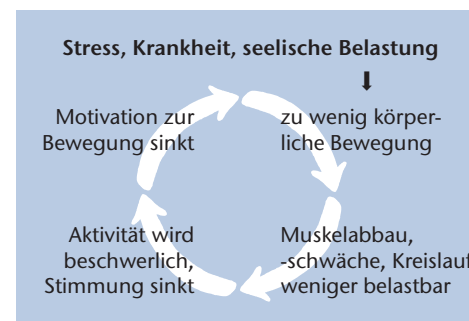 Stress, Krankheit, seelische Belastung
Motivation zur
Bewegung sinkt
zu wenig körper-
liche Bewegung
Muskelabbau,
-schwäche, Kreislauf
weniger belastbar
Aktivität wird
beschwerlich,
Stimmung sinkt